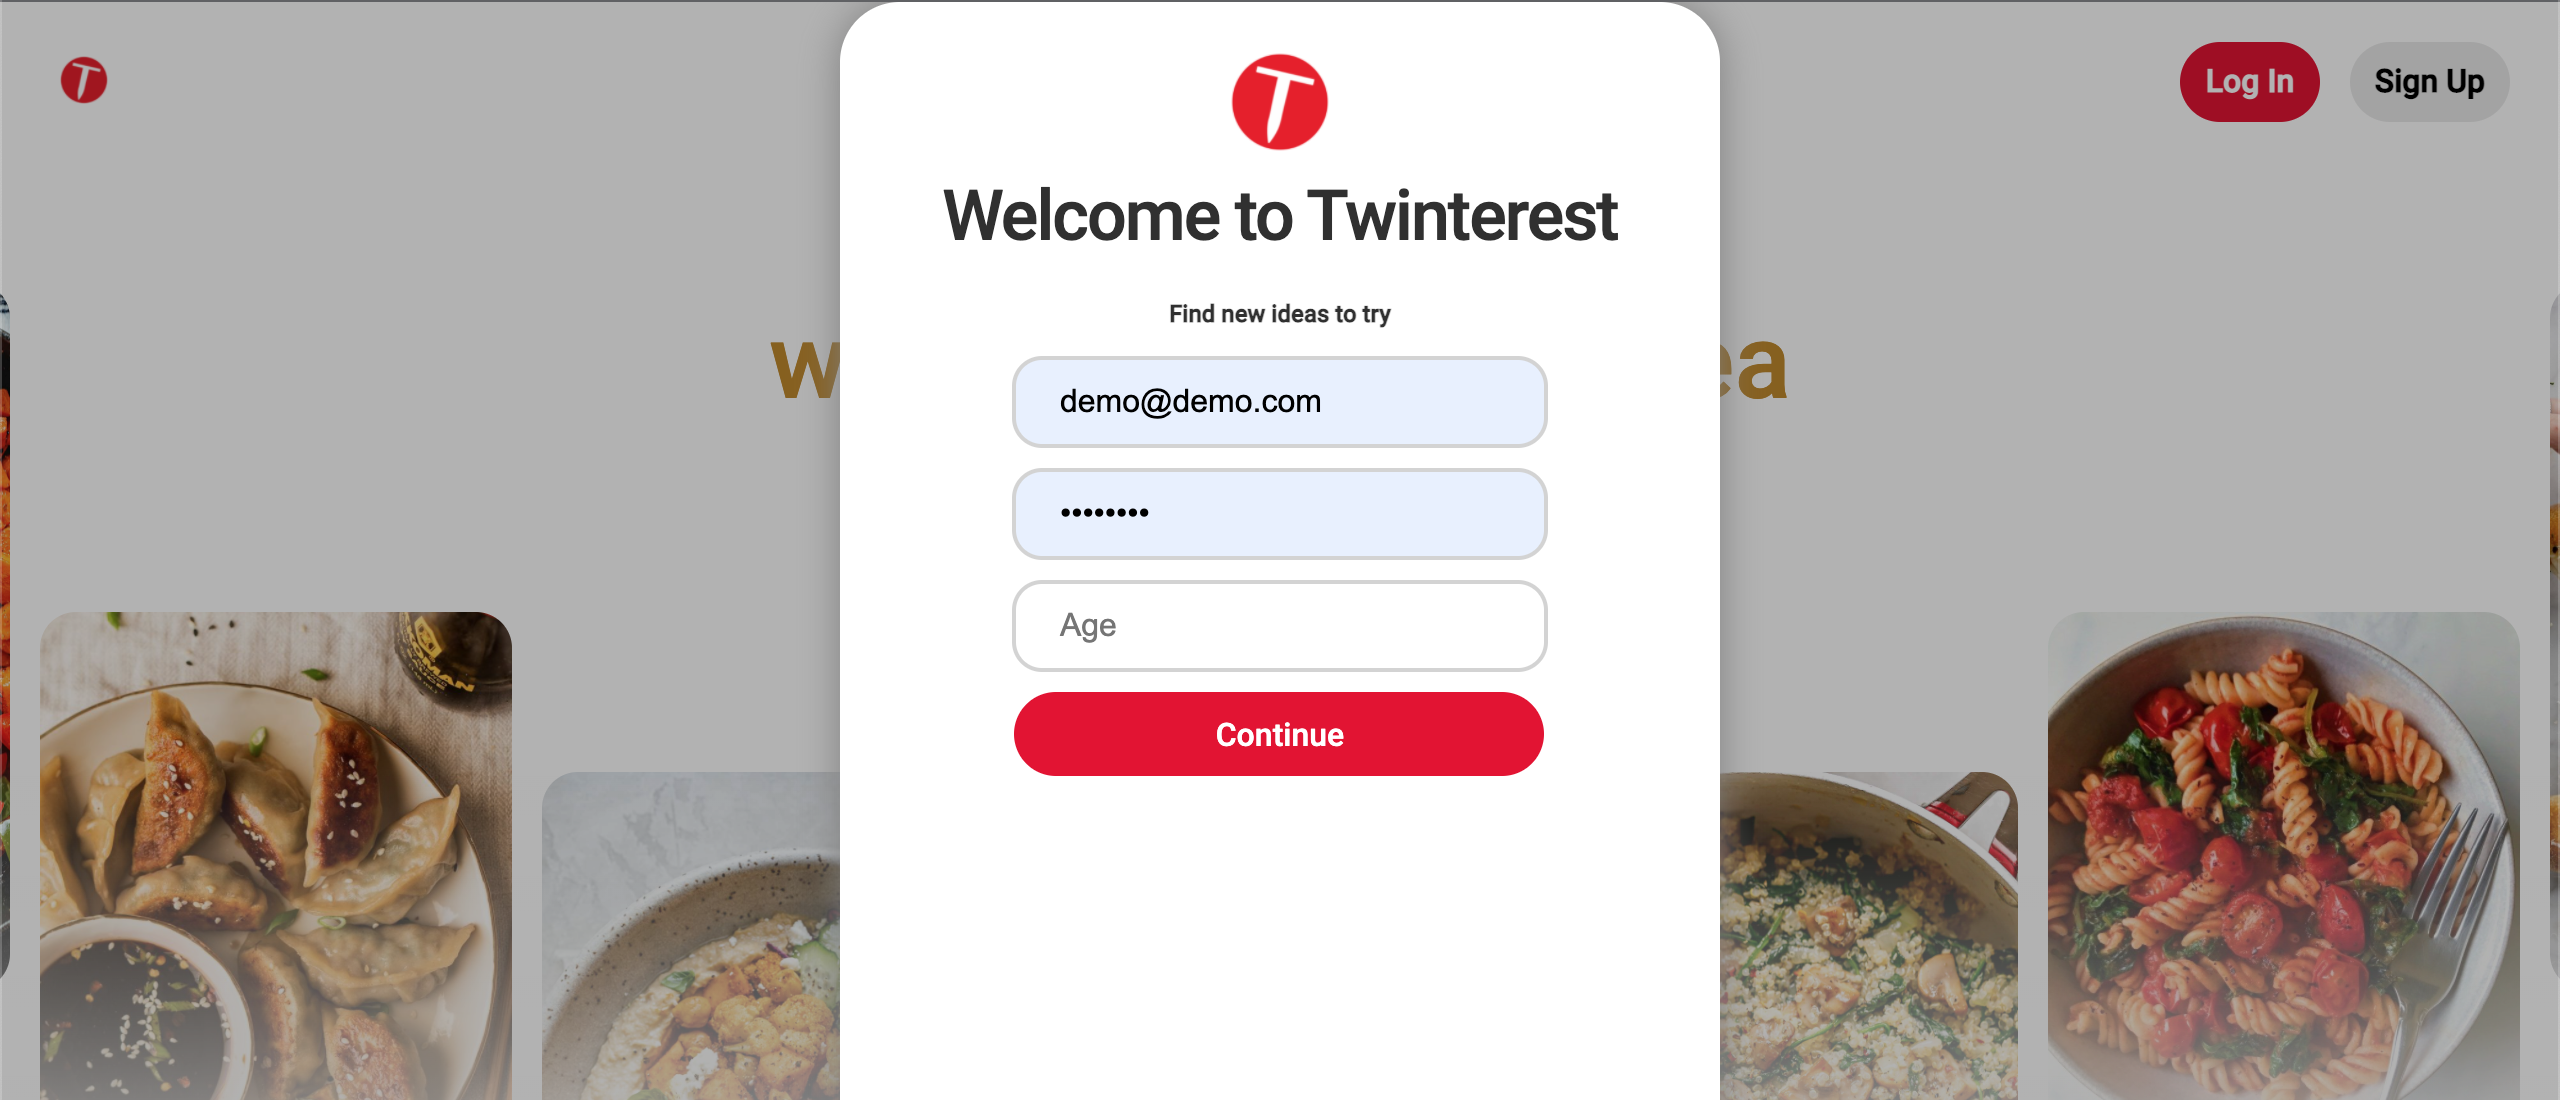 T
Log In
Sign Up
T
Welcome to Twinterest
Find new ideas to try
w
ea
demo@demo.com
••••••••
Age
Continue